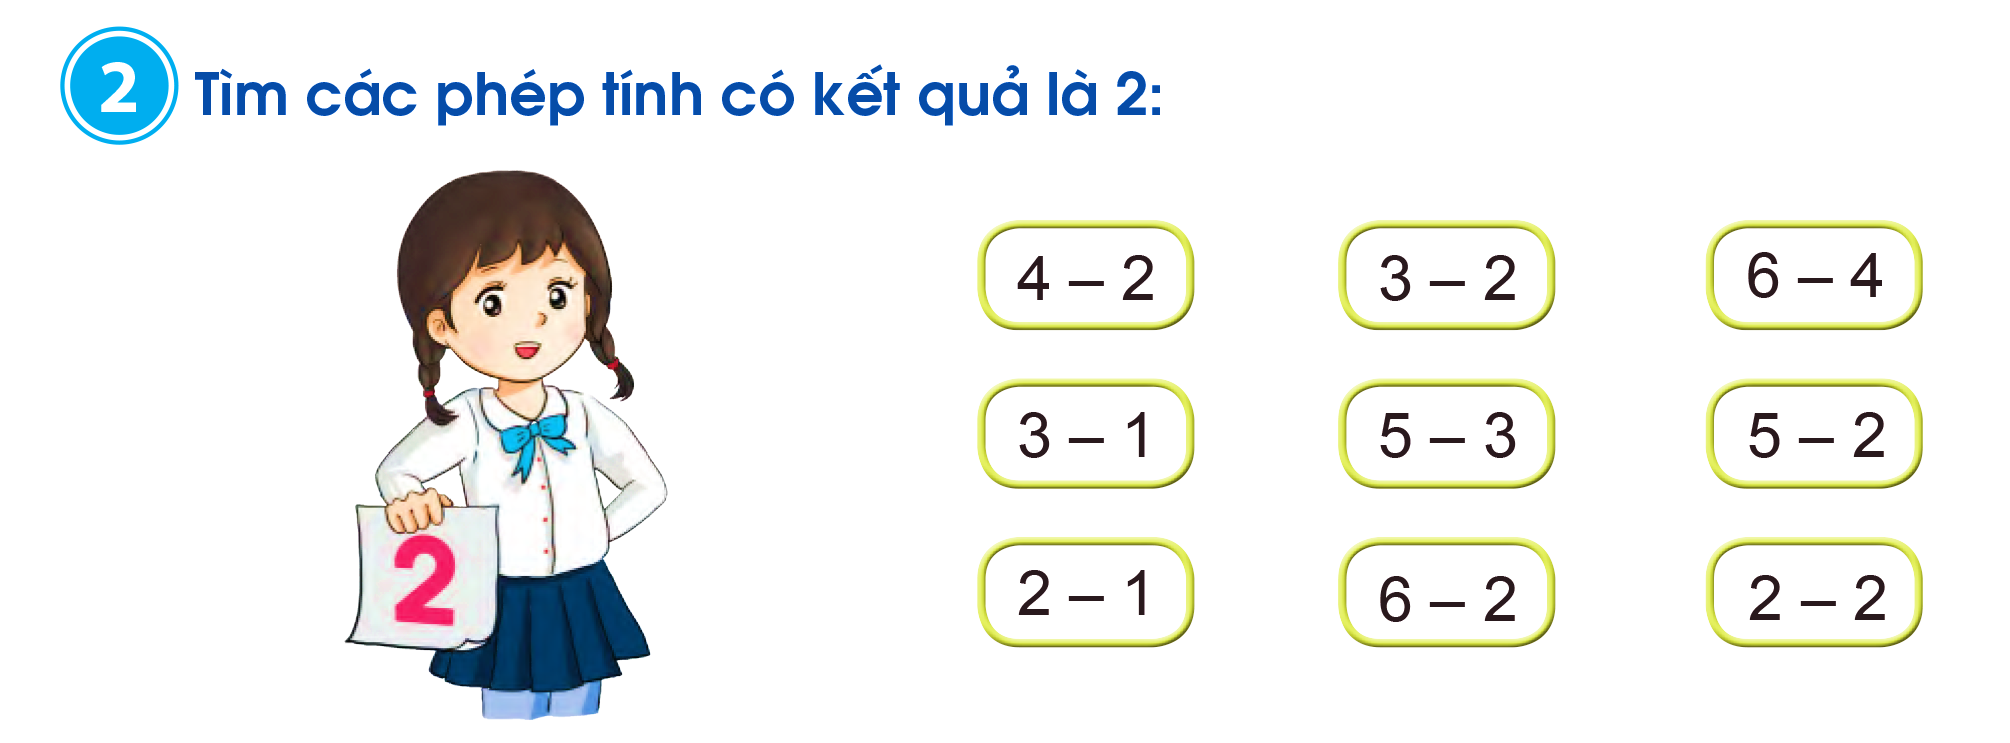 2 Tìm các phép tính có kết quả là 2:
4 – 2 3 – 2 6 – 4
3 – 1 5 – 3 5 – 2
2
2 – 1 6 – 2 2 – 2